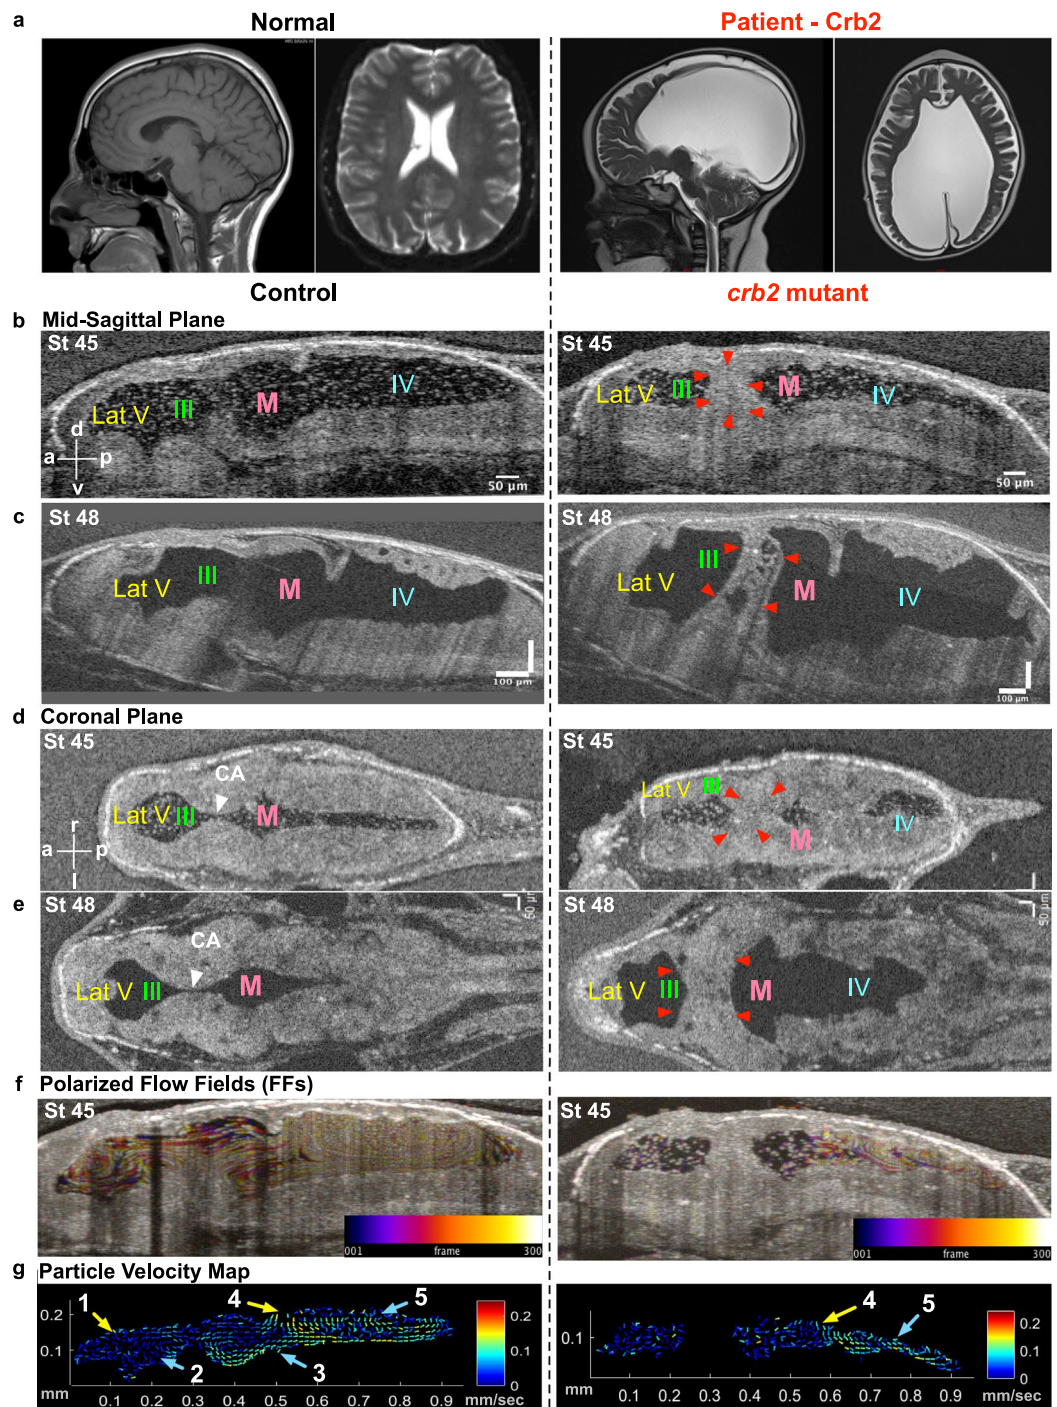 a Normal Patient - Crb2
Control crb2 mutant
b Mid-Sagittal Plane
St 45 St 45
Lat V III M IV Lat V III M IV
d
a p
v
50 µm 50 µm
c St 48 St 48
Lat V III M IV Lat V III M IV
100 µm 100 µm
d Coronal Plane
St 45 St 45
CA
Lat V III M Lat V III M IV
r
a p
l
50 µm 50 µm
e St 48 St 48
CA
Lat V III M Lat V III M IV
f Polarized Flow Fields (FFs)
St 45 St 45
001 frame 300 001 frame 300
g Particle Velocity Map
1 4 5 4 5
2 3
0.2 0.1 mm 0.1 mm
0.2 0 mm/sec 0.2 0.1 0 mm/sec
0.1 0.2 0.3 0.4 0.5 0.6 0.7 0.8 0.9 0.1 0.2 0.3 0.4 0.5 0.6 0.7 0.8 0.9